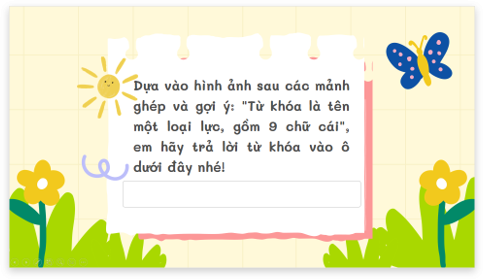 Dựa vào hình ảnh sau các mảnh
ghép và gợi ý: "Từ khóa là tên
một loại lực, gồm 9 chữ cái",
em hãy trả lời từ khóa vào ô
dưới đây nhé!